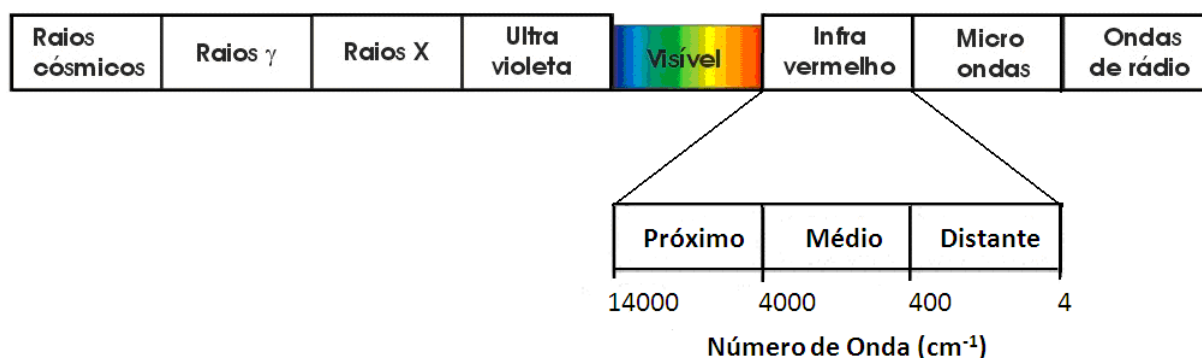 Raios cósmicos
Raios γ
Raios X
Ultra violeta
Visível
Infra vermelho
Micro ondas
Ondas de rádio
Próximo
Médio
Distante
14000
4000
400
4
Número de Onda (cm⁻¹)